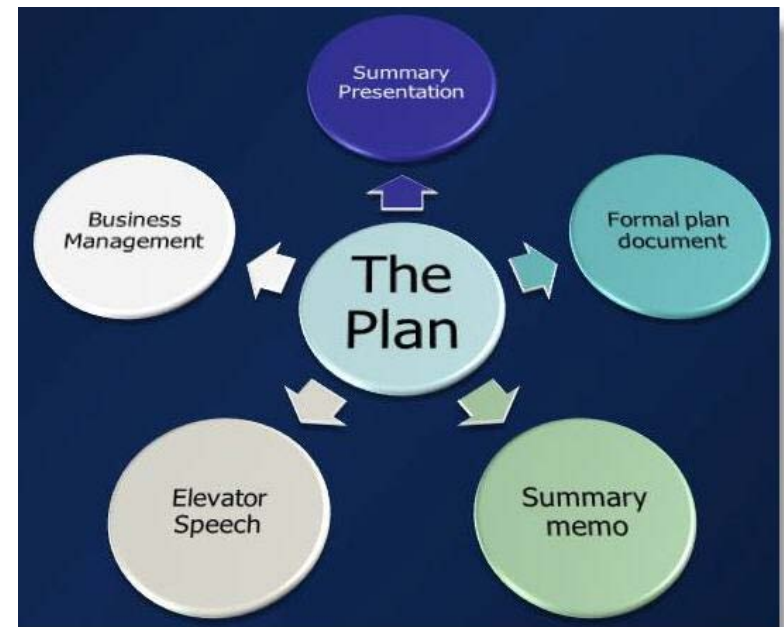 Summary
Presentation
Business
Management
Formal plan
document
The
Plan
Elevator
Speech
Summary
memo